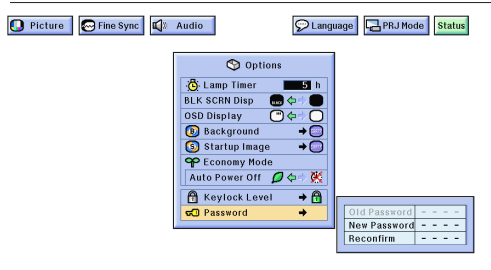 Picture
Fine Sync
Audio
Language
PRJ Mode
Status
Options
Lamp Timer 5 h
BLK SCRN Disp
OSD Display
Background
Startup Image
Economy Mode
Auto Power Off
Keylock Level
Password
Old Password - - - -
New Password - - - -
Reconfirm - - - -